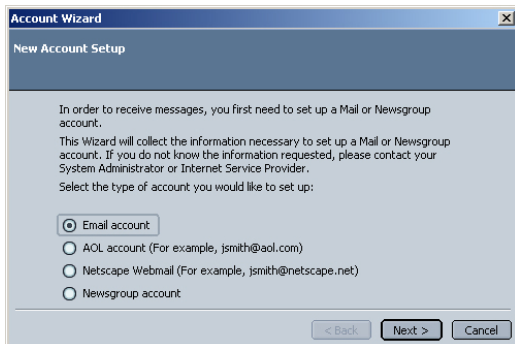 Account Wizard
New Account Setup
In order to receive messages, you first need to set up a Mail or Newsgroup
account.
This Wizard will collect the information necessary to set up a Mail or Newsgroup
account. If you do not know the information requested, please contact your
System Administrator or Internet Service Provider.
Select the type of account you would like to set up:
Email account
AOL account (For example, jsmith@aol.com)
Netscape Webmail (For example, jsmith@netscape.net)
Newsgroup account
< Back Next > Cancel